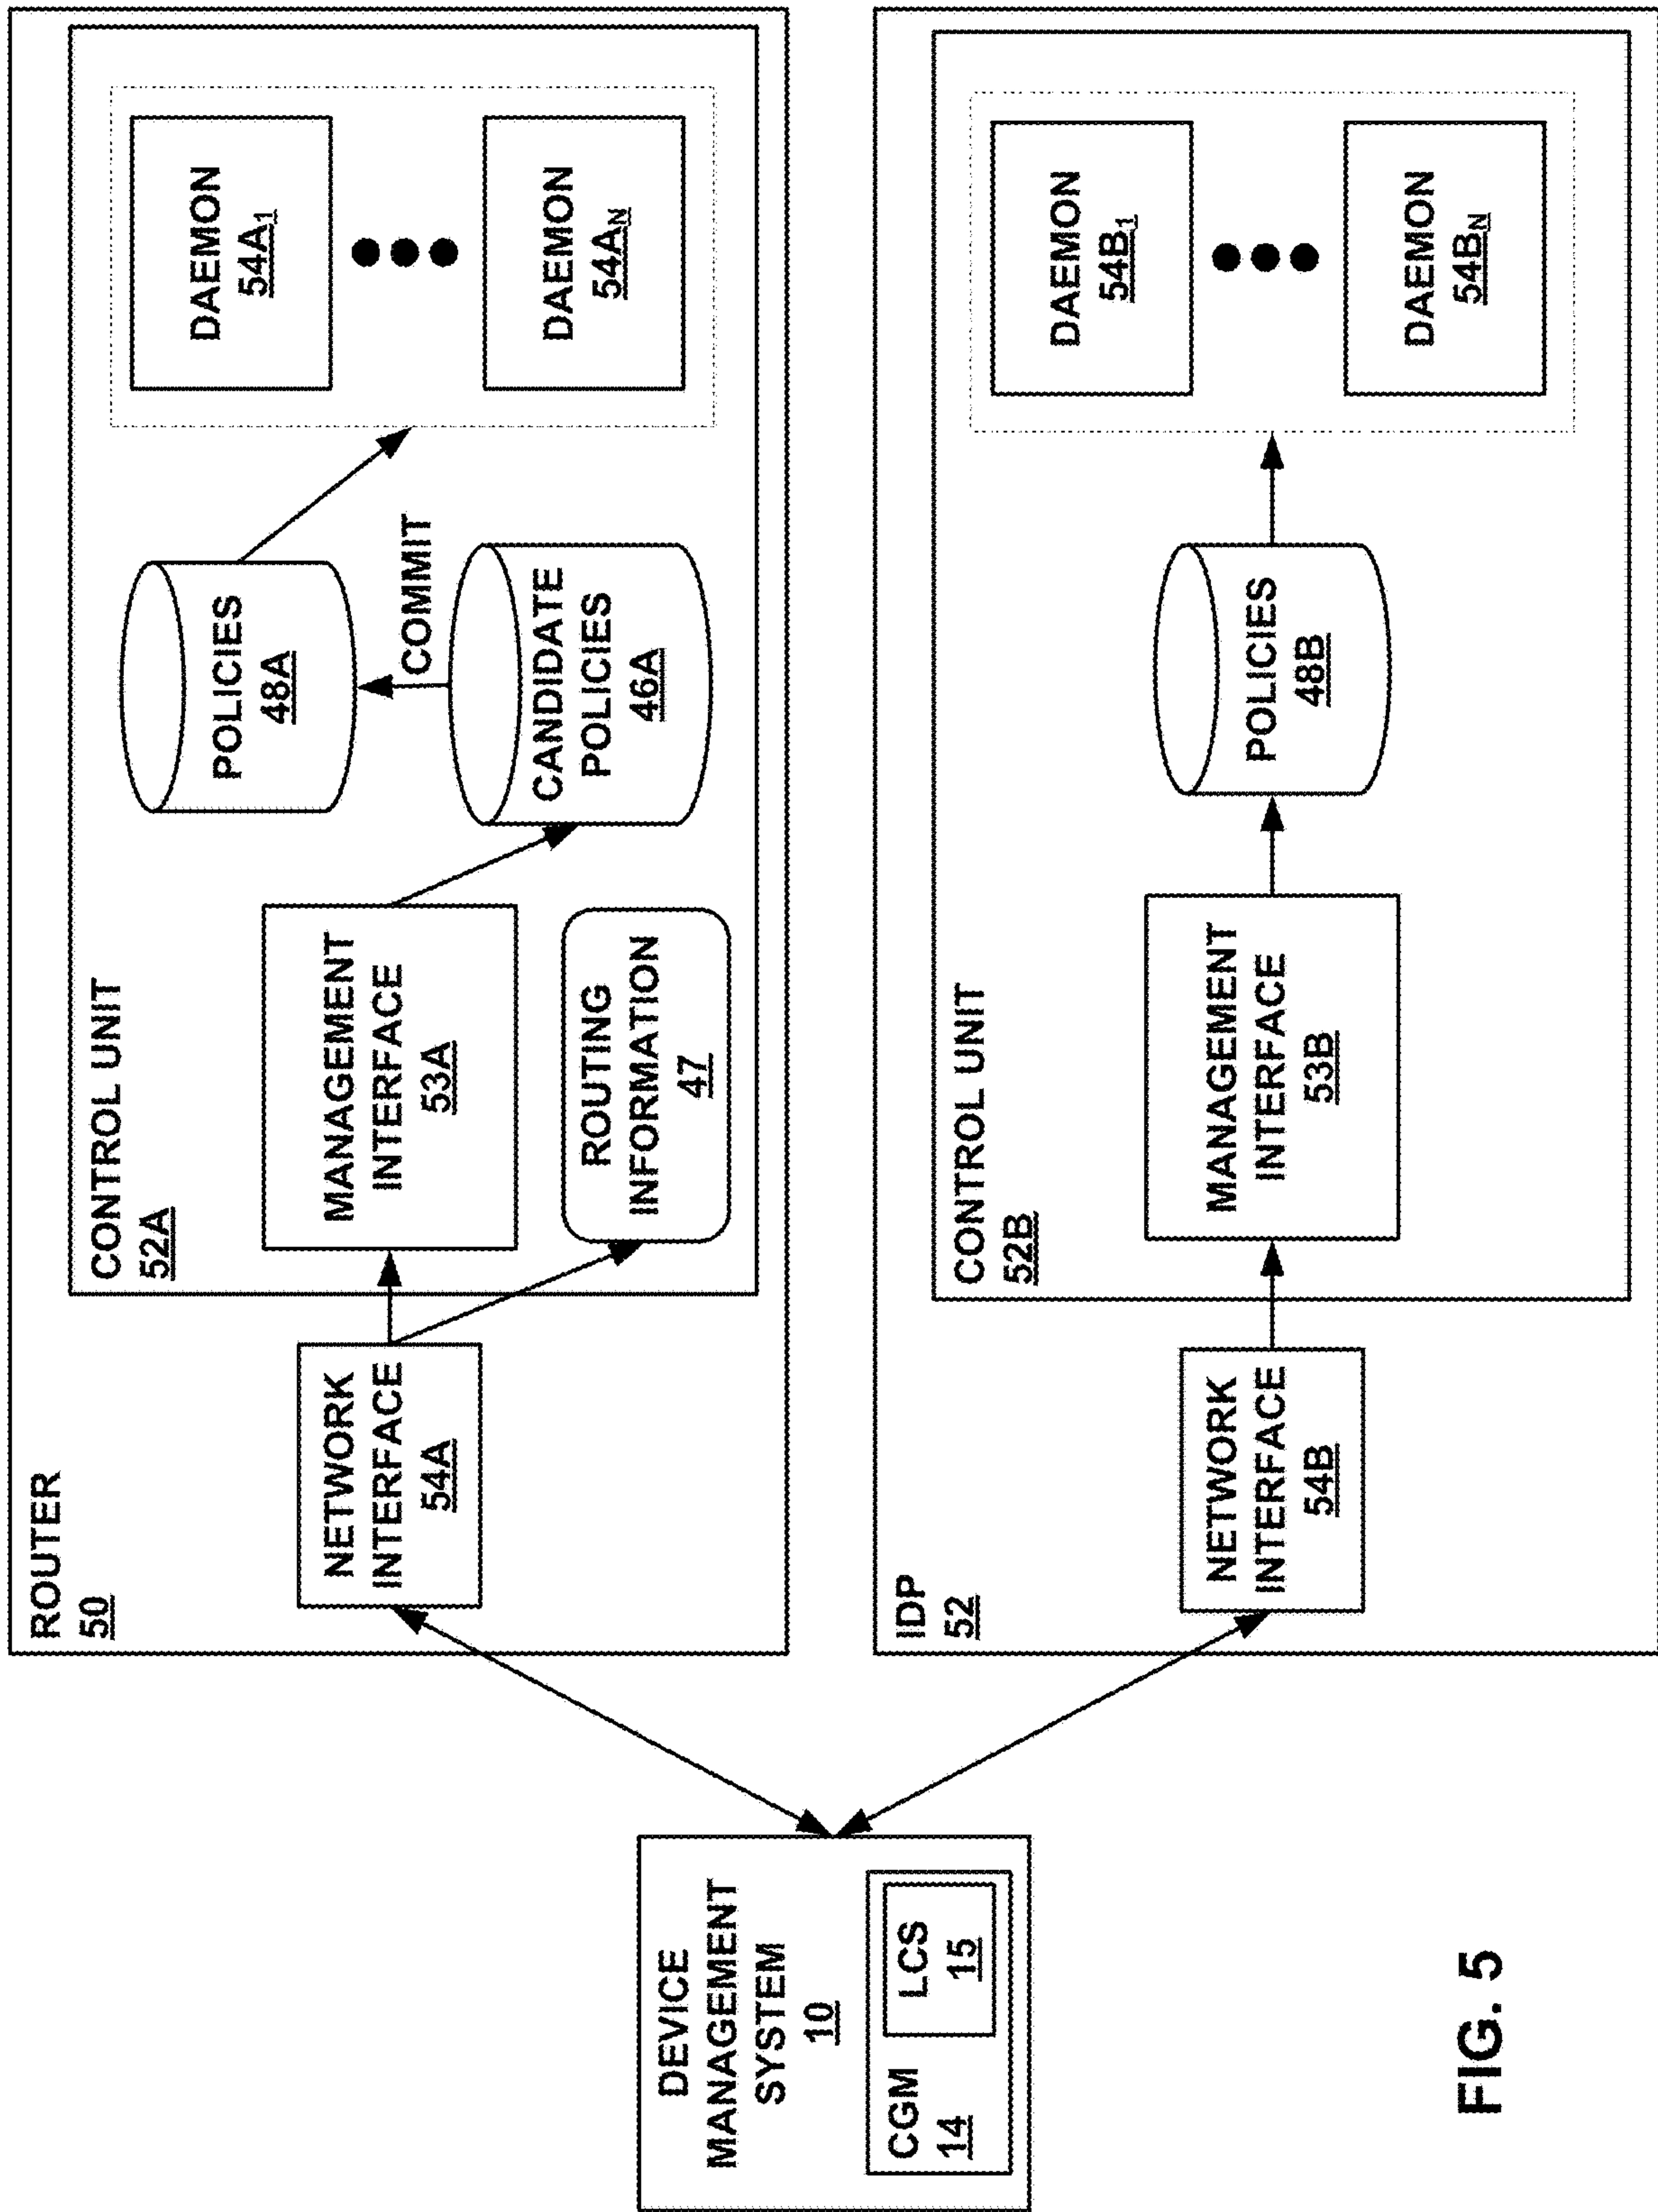 DEVICE
MANAGEMENT
SYSTEM
10
CGM
14
LCS
15
ROUTER
50
NETWORK
INTERFACE
54A
CONTROL UNIT
52A
MANAGEMENT
INTERFACE
53A
ROUTING
INFORMATION
47
POLICIES
48A
COMMIT
CANDIDATE
POLICIES
46A
DAEMON
54A1
DAEMON
54AN
IDP
52
NETWORK
INTERFACE
54B
CONTROL UNIT
52B
MANAGEMENT
INTERFACE
53B
POLICIES
48B
DAEMON
54B1
DAEMON
54BN
FIG. 5